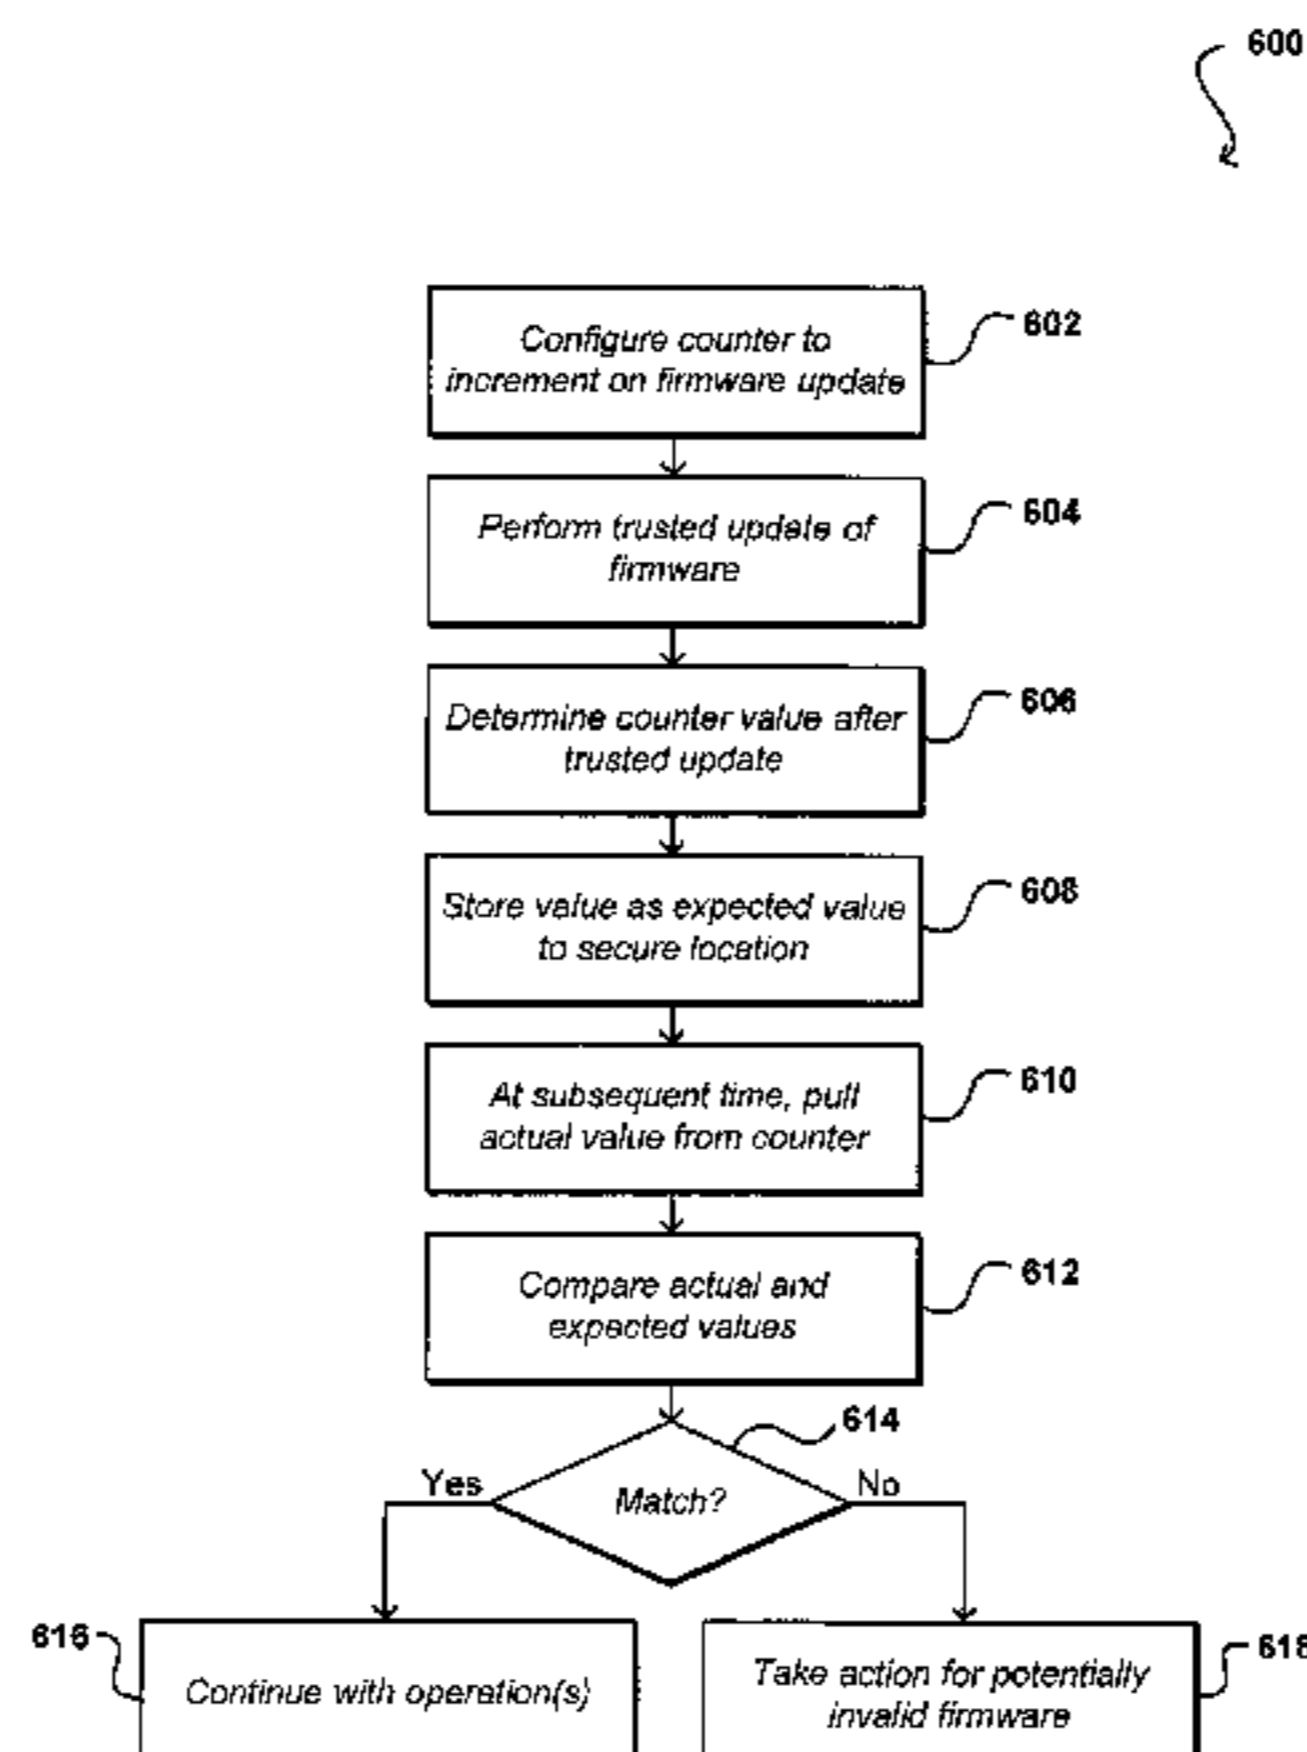 600
Configure counter to
increment on firmware update
602
Perform trusted update of
firmware
604
Determine counter value after
trusted update
606
Store value as expected value
to secure location
608
At subsequent time, pull
actual value from counter
610
Compare actual and
expected values
612
614
Yes
Match?
No
616
Continue with operation(s)
Take action for potentially
invalid firmware
618